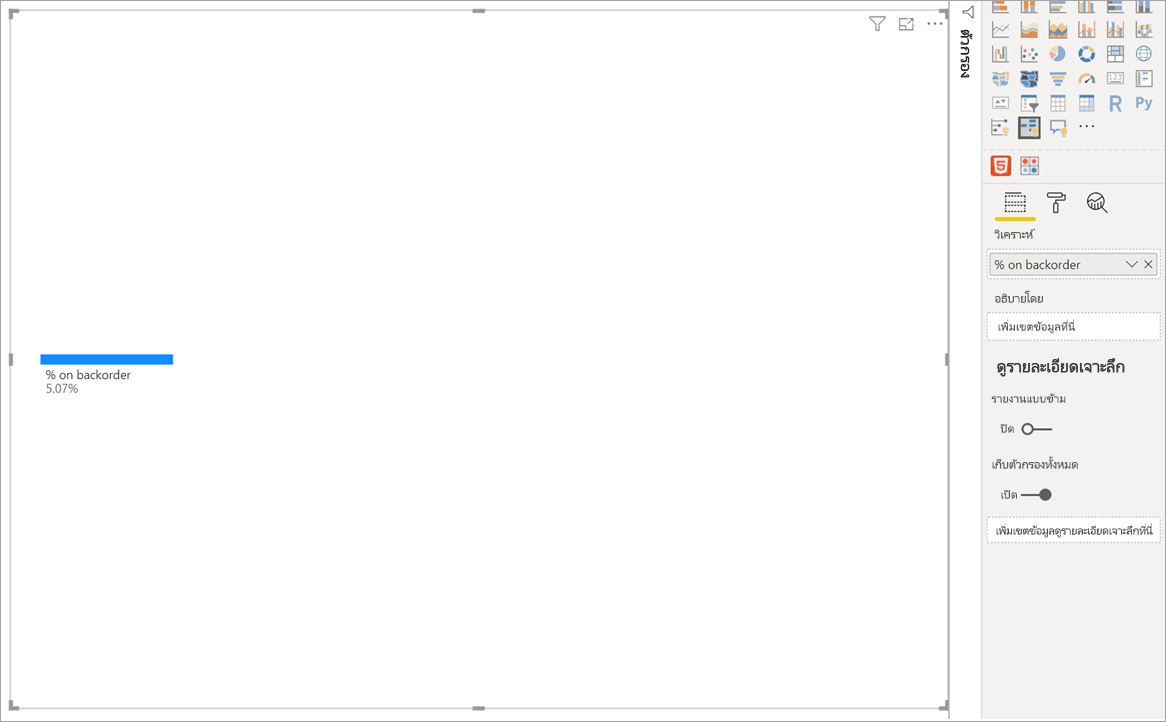 % on backorder
5.07%
ตัวกรอง
123
R
Py
5
วิเคราะห์
% on backorder
อธิบายโดย
เพิ่มเขตข้อมูลที่นี่
ดูรายละเอียดเจาะลึก
รายงานแบบข้าม
ปิด
เก็บตัวกรองทั้งหมด
เปิด
เพิ่มเขตข้อมูลดูรายละเอียดเจาะลึกที่นี่